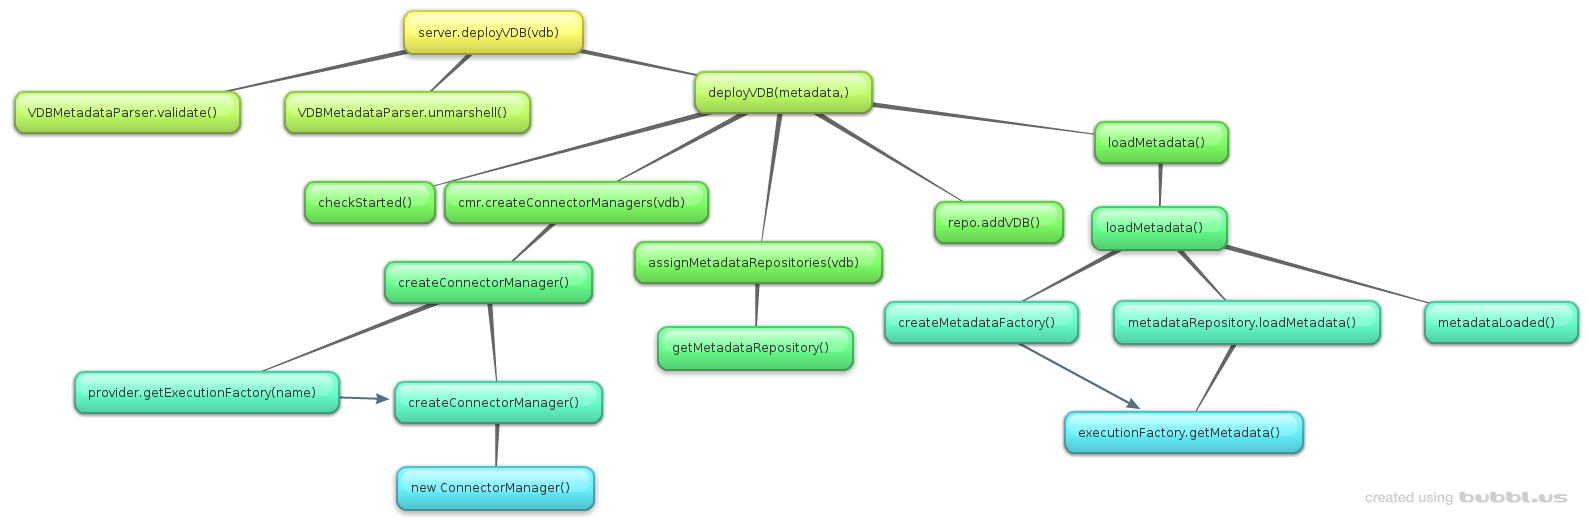 server.deployVDB(vdb)
VDBMetadataParser.validate()
VDBMetadataParser.unmarshell()
deployVDB(metadata,)
loadMetadata()
checkStarted()
cmr.createConnectorManagers(vdb)
repo.addVDB()
loadMetadata()
assignMetadataRepositories(vdb)
createConnectorManager()
createMetadataFactory()
metadataRepository.loadMetadata()
metadataLoaded()
getMetadataRepository()
provider.getExecutionFactory(name)
createConnectorManager()
executionFactory.getMetadata()
new ConnectorManager()
created using bubbl.us